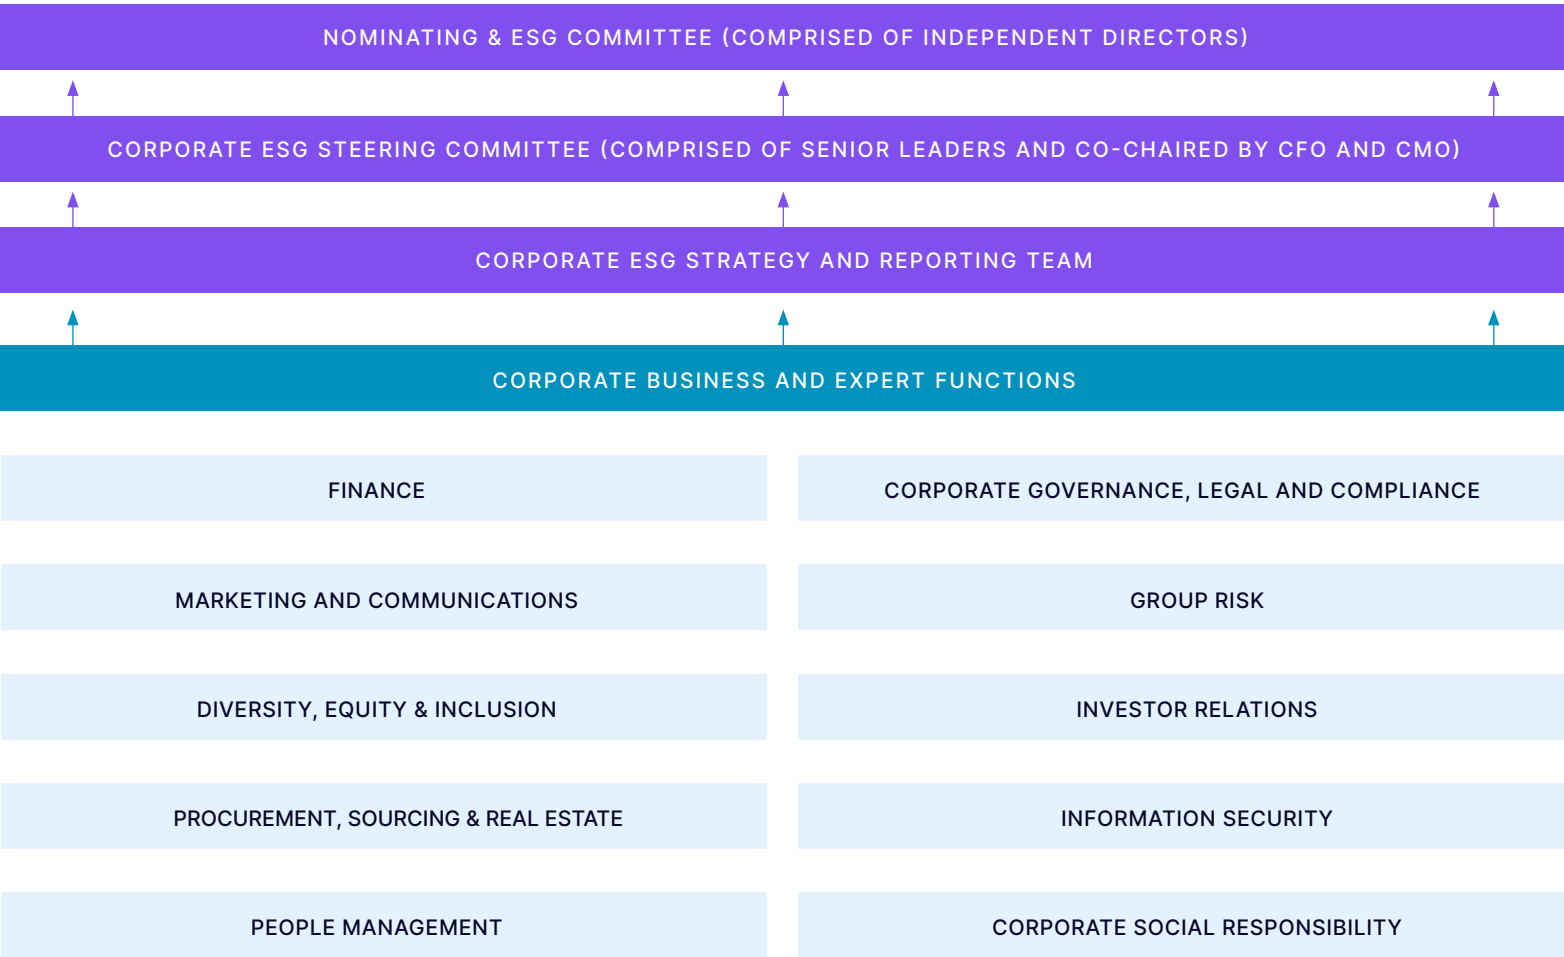 NOMINATING & ESG COMMITTEE (COMPRISED OF INDEPENDENT DIRECTORS)
CORPORATE ESG STEERING COMMITTEE (COMPRISED OF SENIOR LEADERS AND CO-CHAIRED BY CFO AND CMO)
CORPORATE ESG STRATEGY AND REPORTING TEAM
CORPORATE BUSINESS AND EXPERT FUNCTIONS
FINANCE
CORPORATE GOVERNANCE, LEGAL AND COMPLIANCE
MARKETING AND COMMUNICATIONS
GROUP RISK
DIVERSITY, EQUITY & INCLUSION
INVESTOR RELATIONS
PROCUREMENT, SOURCING & REAL ESTATE
INFORMATION SECURITY
PEOPLE MANAGEMENT
CORPORATE SOCIAL RESPONSIBILITY